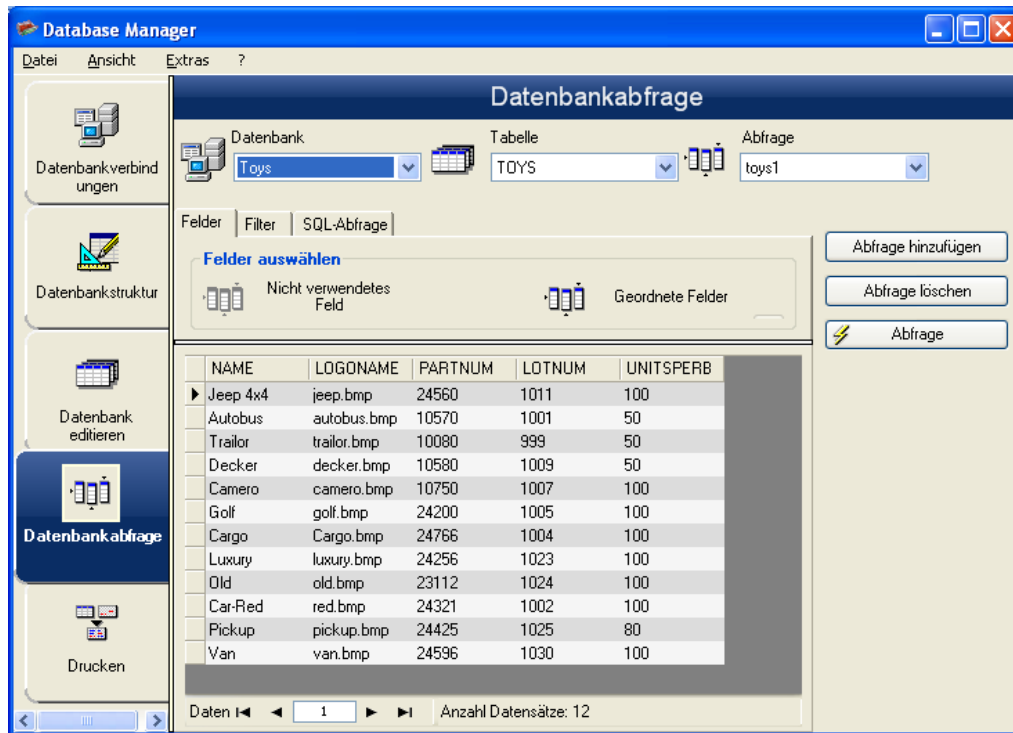 Database Manager
Datei Ansicht Extras ?
Datenbankabfrage
Datenbank Tabelle Abfrage
Toys TOYS toys1
Datenbankverbind
ungen
Datenbankstruktur
Datenbank
editieren
Datenbankabfrage
Drucken
Felder Filter SQL-Abfrage
Felder auswählen
Nicht verwendetes
Feld
Geordnete Felder
Abfrage hinzufügen
Abfrage löschen
Abfrage
NAME LOGONAME PARTNUM LOTNUM UNITSPERB
Jeep 4x4 jeep.bmp 24560 1011 100
Autobus autobus.bmp 10570 1001 50
Trailor trailor.bmp 10080 999 50
Decker decker.bmp 10580 1009 50
Camero camero.bmp 10750 1007 100
Golf golf.bmp 24200 1005 100
Cargo Cargo.bmp 24766 1004 100
Luxury luxury.bmp 24256 1023 100
Old old.bmp 23112 1024 100
Car-Red red.bmp 24321 1002 100
Pickup pickup.bmp 24425 1025 80
Van van.bmp 24596 1030 100
Daten 1 Anzahl Datensätze: 12